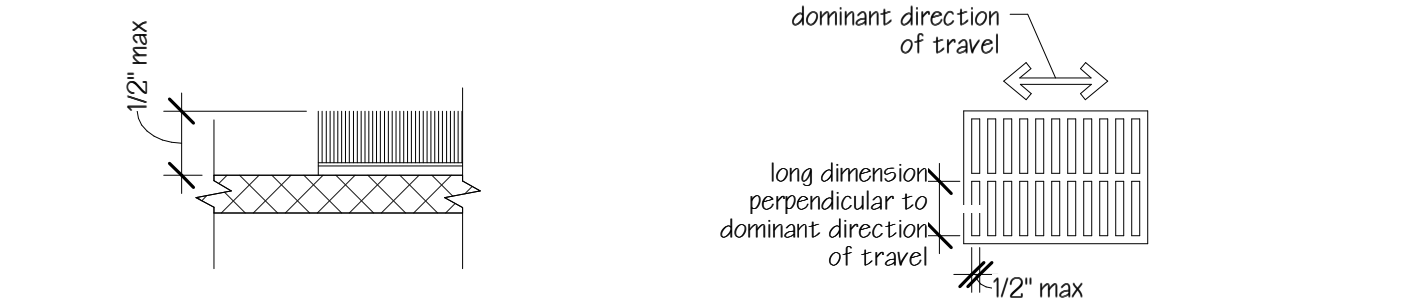 1/2" max
dominant direction
of travel
long dimension
perpendicular to
dominant direction
of travel
1/2" max